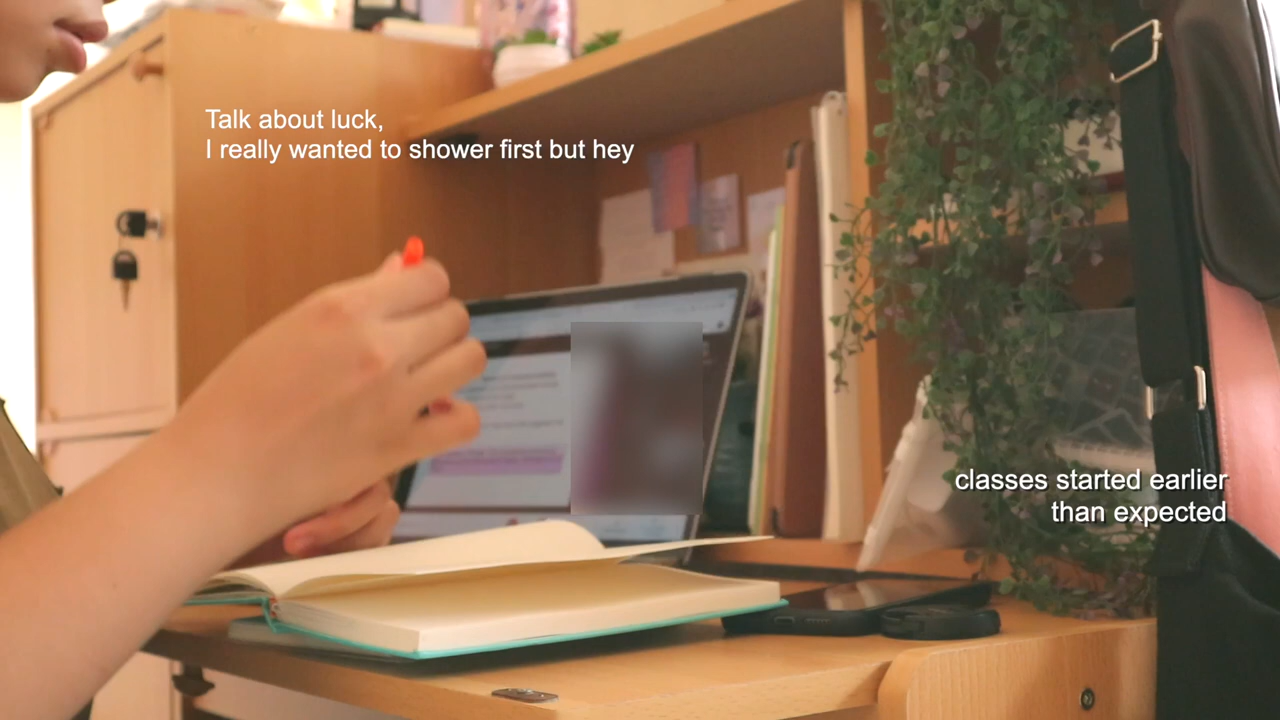 Talk about luck,
I really wanted to shower first but hey
classes started earlier
than expected